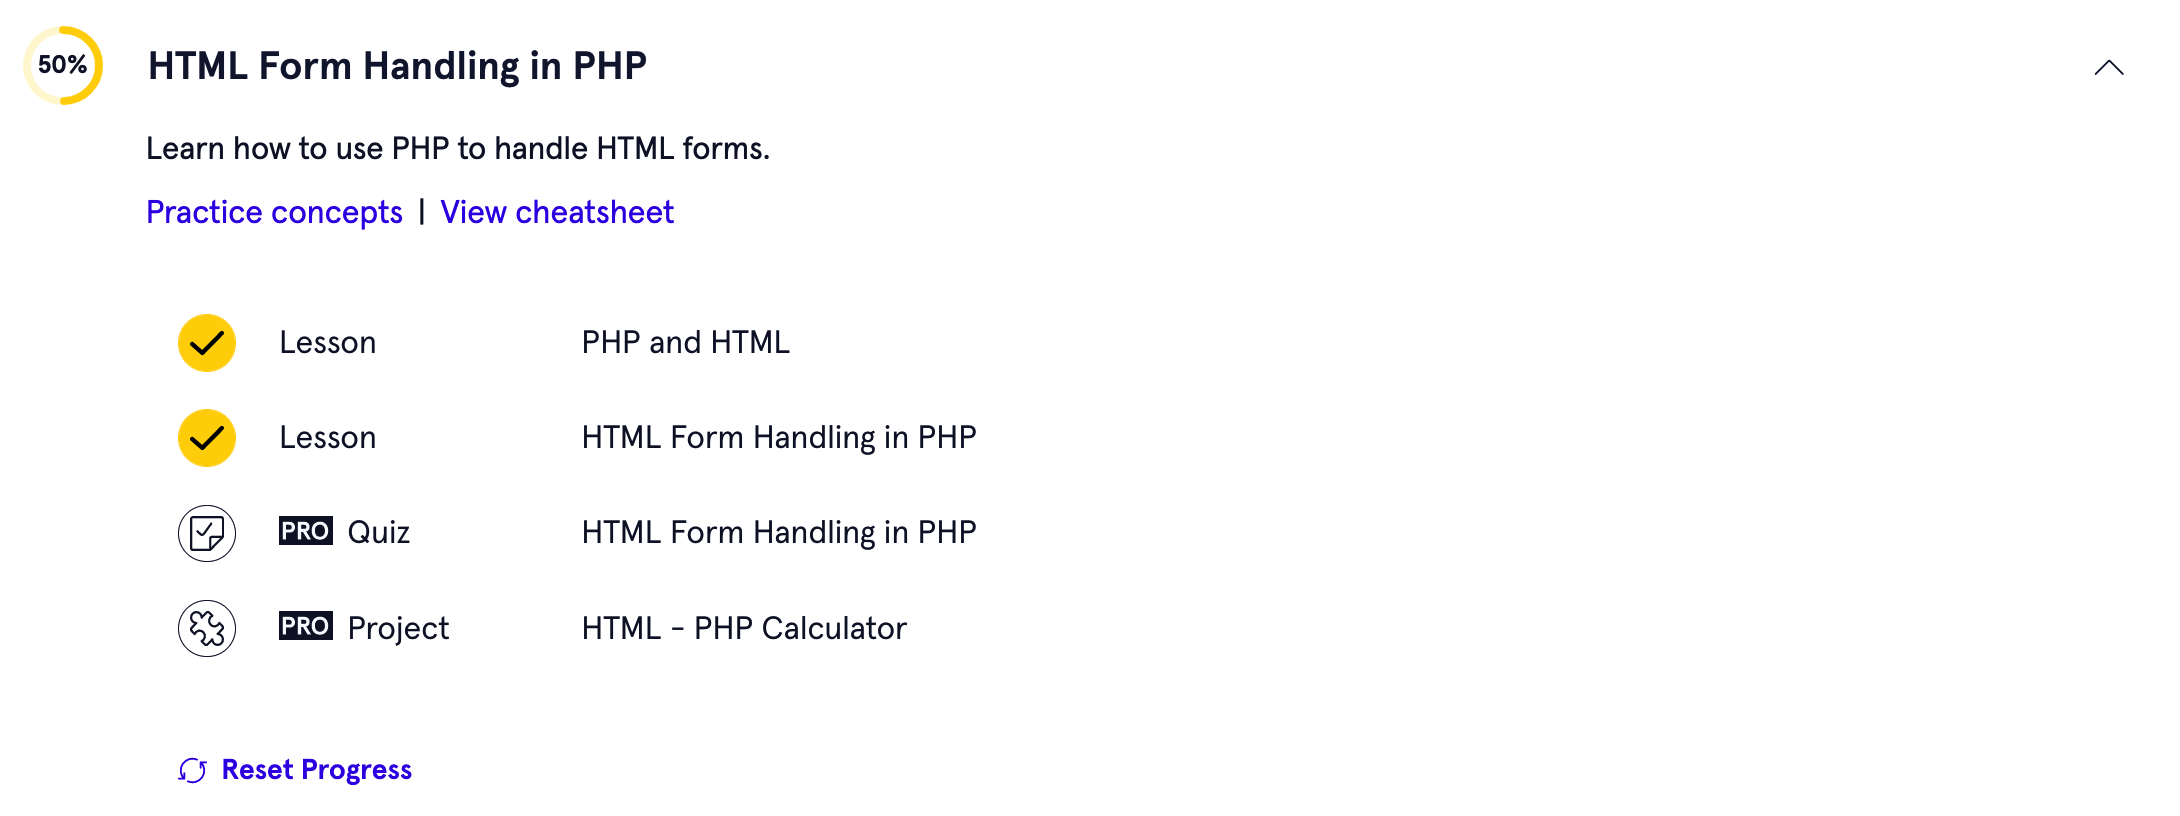 50% HTML Form Handling in PHP
Learn how to use PHP to handle HTML forms.
Practice concepts | View cheatsheet
Lesson PHP and HTML
Lesson HTML Form Handling in PHP
PRO Quiz HTML Form Handling in PHP
PRO Project HTML - PHP Calculator
Reset Progress